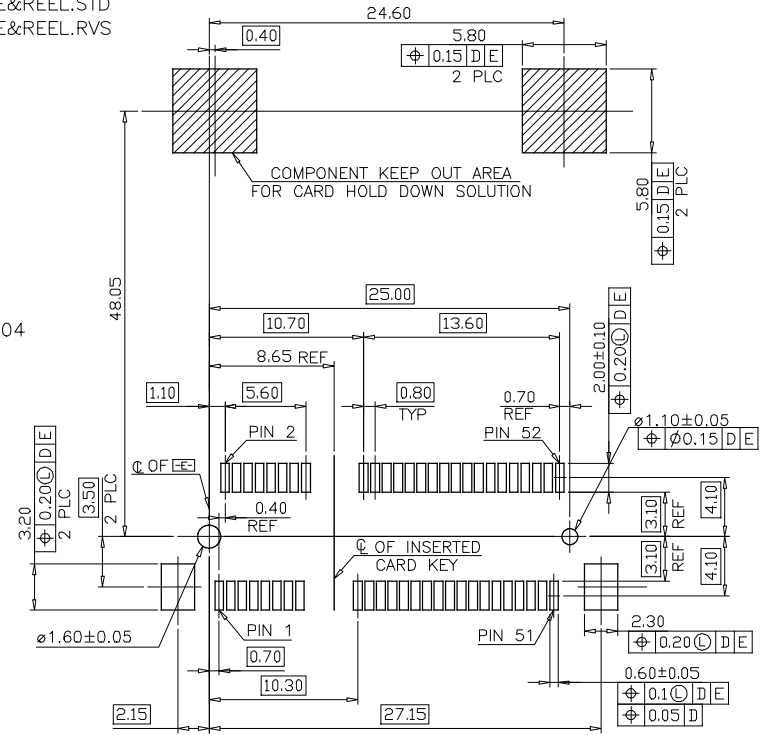 E&REEL.STD
E&REEL.RVS
24.60
0.40
5.80
⌖ 0.15 D E
2 PLC
COMPONENT KEEP OUT AREA
FOR CARD HOLD DOWN SOLUTION
5.80
⌖ 0.15 D E
2 PLC
48.05
04
25.00
10.70
13.60
8.65 REF
1.10
5.60
0.80
TYP
0.70
REF
2.00±0.10
⌖ 0.20Ⓛ D E
⌀1.10±0.05
⌖ ⌀0.15 D E
PIN 2
PIN 52
℄ OF -E-
3.20
⌖ 0.20Ⓛ D E
2 PLC
3.50
2 PLC
0.40
REF
℄ OF INSERTED
CARD KEY
3.10
REF
4.10
3.10
REF
4.10
⌀1.60±0.05
PIN 1
PIN 51
2.30
⌖ 0.20Ⓛ D E
0.70
0.60±0.05
⌖ 0.1Ⓛ D E
⌖ 0.05 D
10.30
2.15
27.15